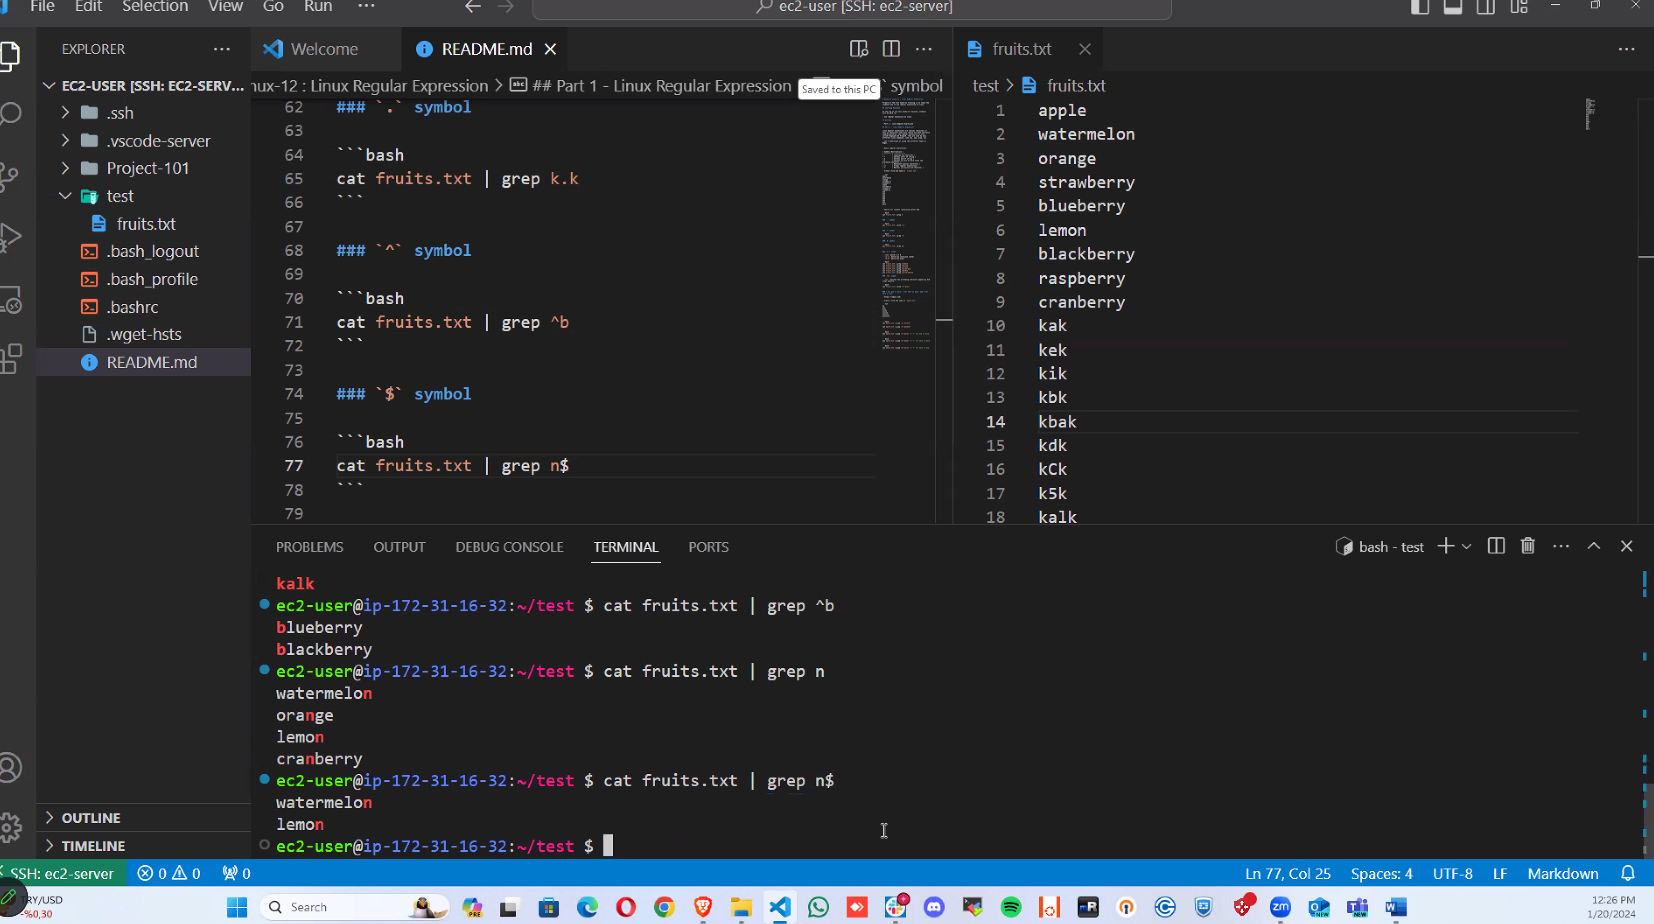 File Edit Selection View Go Run ··· ec2-user [SSH: ec2-server]
EXPLORER ···
Welcome README.md
fruits.txt ···
EC2-USER [SSH: EC2-SERV...
nux-12 : Linux Regular Expression > ## Part 1 - Linux Regular Expression symbol
Saved to this PC
test > fruits.txt
.ssh
.vscode-server
Project-101
test
fruits.txt
.bash_logout
.bash_profile
.bashrc
.wget-hsts
README.md
OUTLINE
TIMELINE
62 ### `.` symbol
63
64 ```bash
65 cat fruits.txt | grep k.k
66 ```
67
68 ### `^` symbol
69
70 ```bash
71 cat fruits.txt | grep ^b
72 ```
73
74 ### `$` symbol
75
76 ```bash
77 cat fruits.txt | grep n$
78 ```
79
1 apple
2 watermelon
3 orange
4 strawberry
5 blueberry
6 lemon
7 blackberry
8 raspberry
9 cranberry
10 kak
11 kek
12 kik
13 kbk
14 kbak
15 kdk
16 kCk
17 k5k
18 kalk
PROBLEMS OUTPUT DEBUG CONSOLE TERMINAL PORTS bash - test
kalk
ec2-user@ip-172-31-16-32:~/test $ cat fruits.txt | grep ^b
blueberry
blackberry
ec2-user@ip-172-31-16-32:~/test $ cat fruits.txt | grep n
watermelon
orange
lemon
cranberry
ec2-user@ip-172-31-16-32:~/test $ cat fruits.txt | grep n$
watermelon
lemon
ec2-user@ip-172-31-16-32:~/test $
SSH: ec2-server 0 0 0 Ln 77, Col 25 Spaces: 4 UTF-8 LF Markdown
TRY/USD
-%0,30
Search
12:26 PM
1/20/2024